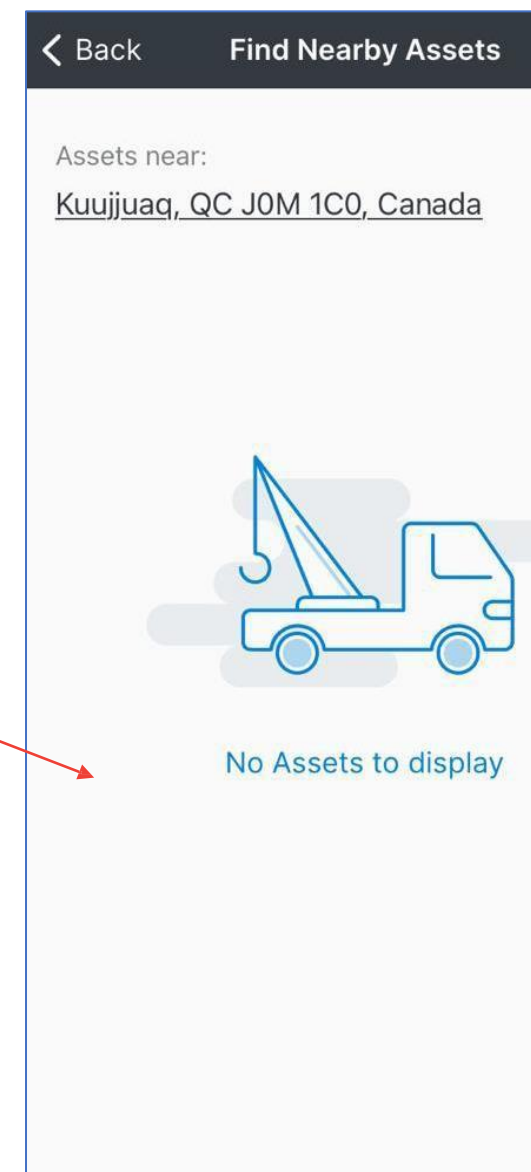 Back Find Nearby Assets
Assets near:
Kuujjuaq, QC J0M 1C0, Canada
No Assets to display